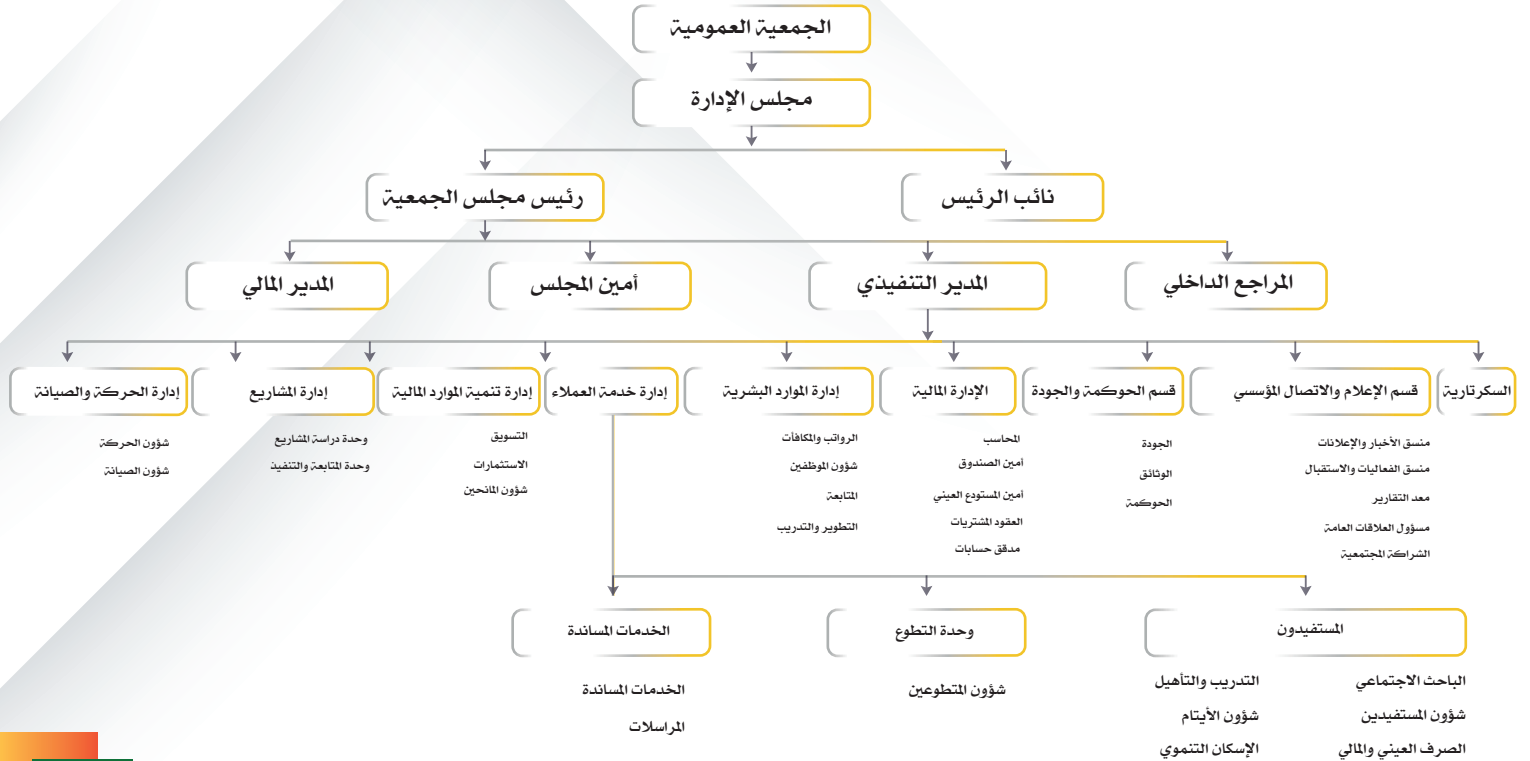 الجمعية العمومية
مجلس الإدارة
نائب الرئيس
رئيس مجلس الجمعية
المراجع الداخلي
المدير التنفيذي
أمين المجلس
المدير المالي
السكرتارية
قسم الإعلام والاتصال المؤسسي
منسق الأخبار والإعلانات
منسق الفعاليات والاستقبال
معد التقارير
مسؤول العلاقات العامة
الشراكة المجتمعية
قسم الحوكمة والجودة
الجودة
الوثائق
الحوكمة
الإدارة المالية
المحاسب
أمين الصندوق
أمين المستودع العيني
العقود المشتريات
مدقق حسابات
إدارة الموارد البشرية
الرواتب والمكافآت
شؤون الموظفين
المتابعة
التطوير والتدريب
إدارة خدمة العملاء
إدارة تنمية الموارد المالية
التسويق
الاستثمارات
شؤون المانحين
إدارة المشاريع
وحدة دراسة المشاريع
وحدة المتابعة والتنفيذ
إدارة الحركة والصيانة
شؤون الحركة
شؤون الصيانة
المستفيدون
الباحث الاجتماعي
شؤون المستفيدين
الصرف العيني والمالي
التدريب والتأهيل
شؤون الأيتام
الإسكان التنموي
وحدة التطوع
شؤون المتطوعين
الخدمات المساندة
الخدمات المساندة
المراسلات